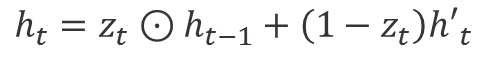 h_t = z_t ⊙ h_{t-1} + (1 − z_t)h'_t